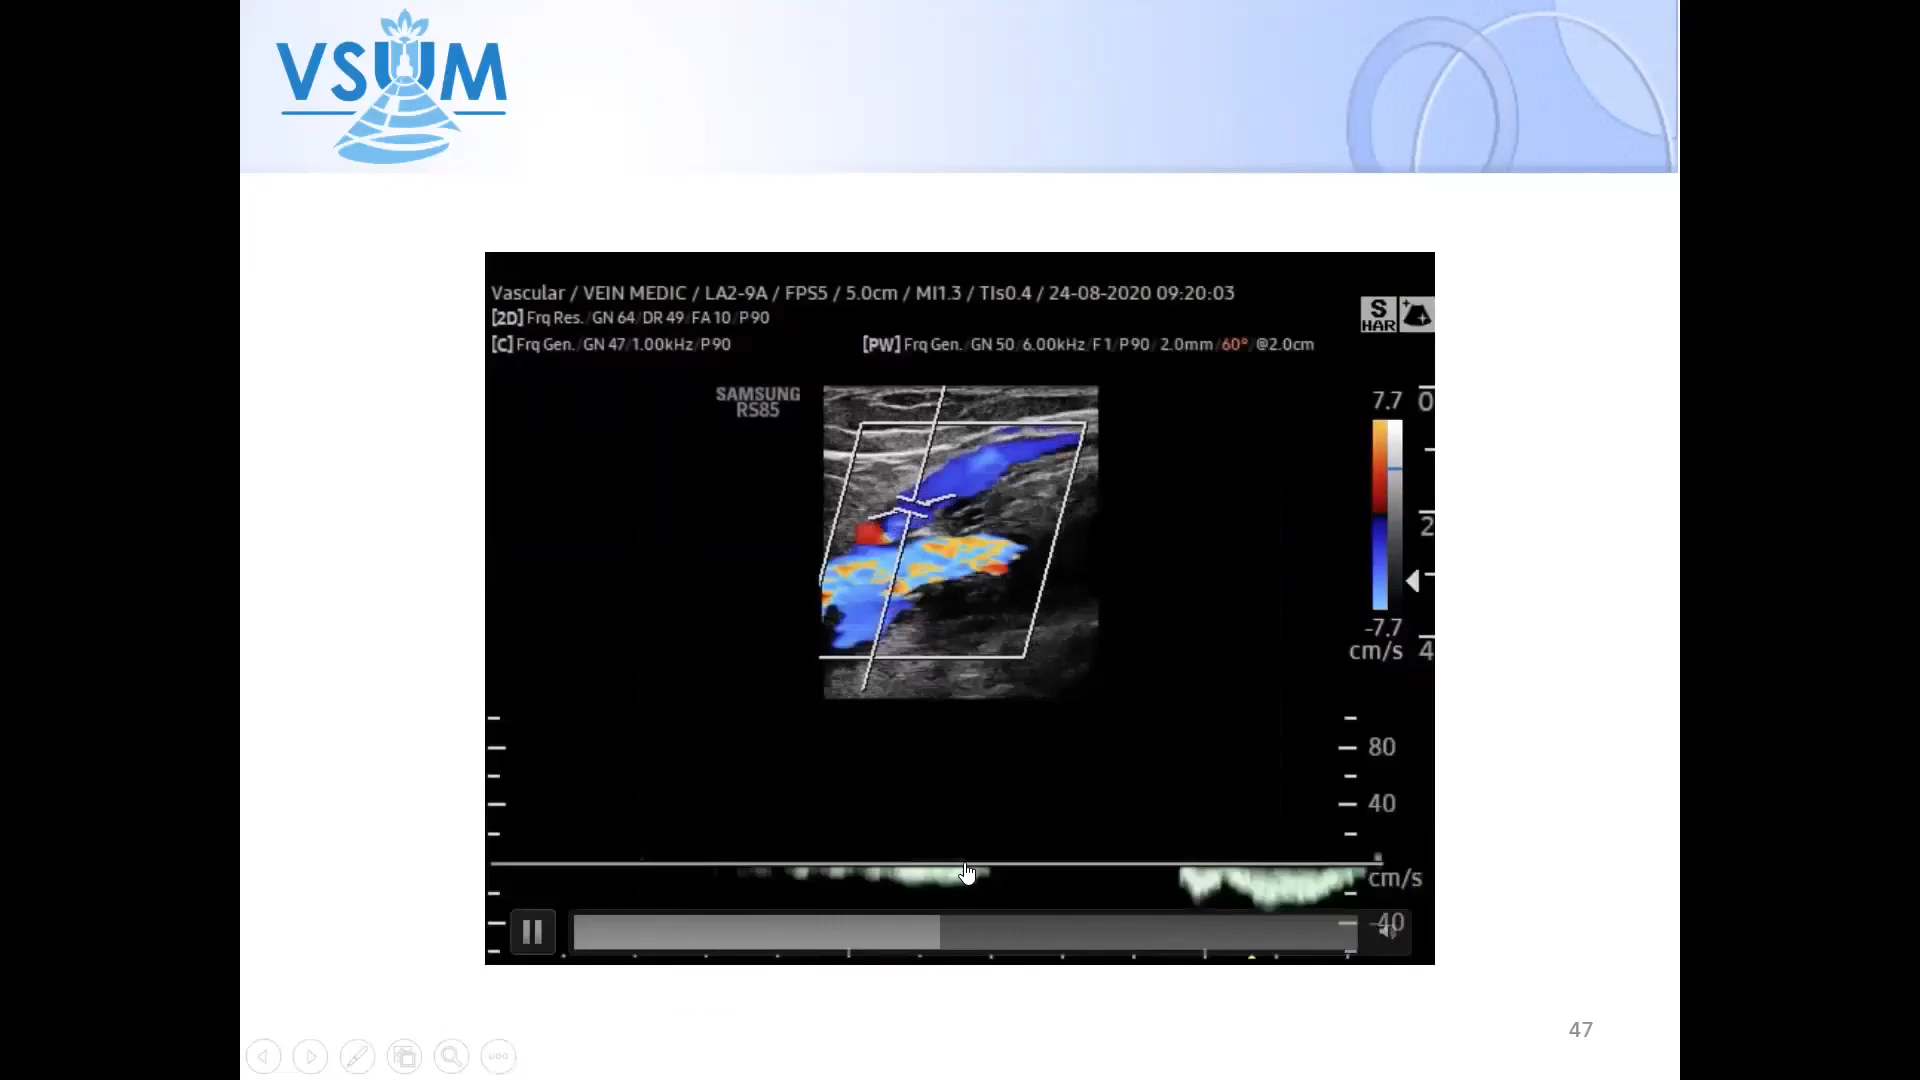 VSUM
Vascular / VEIN MEDIC / LA2-9A / FPS5 / 5.0cm / MI1.3 / TIs0.4 / 24-08-2020 09:20:03
[2D] Frq Res. / GN 64 / DR 49 / FA 10 / P 90
[C] Frq Gen. / GN 47 / 1.00kHz / P 90
[PW] Frq Gen. / GN 50 / 6.00kHz / F 1 / P 90 / 2.0mm / 60° / @2.0cm
S
HAR
SAMSUNG
RS85
7.7 0
2
-7.7
cm/s 4
80
40
cm/s
-40
47